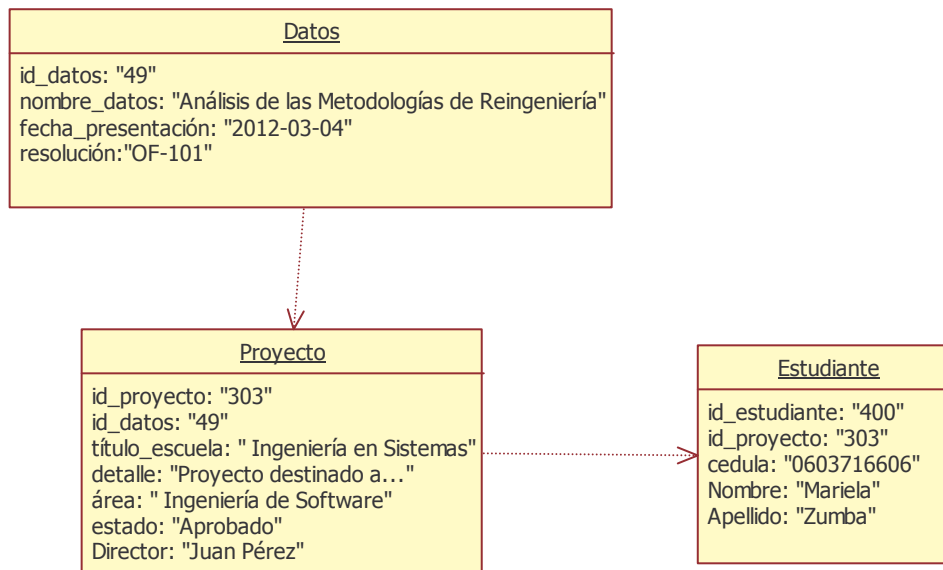 Datos
id_datos: "49"
nombre_datos: "Análisis de las Metodologías de Reingeniería"
fecha_presentación: "2012-03-04"
resolución:"OF-101"
Proyecto
id_proyecto: "303"
id_datos: "49"
título_escuela: " Ingeniería en Sistemas"
detalle: "Proyecto destinado a..."
área: " Ingeniería de Software"
estado: "Aprobado"
Director: "Juan Pérez"
Estudiante
id_estudiante: "400"
id_proyecto: "303"
cedula: "0603716606"
Nombre: "Mariela"
Apellido: "Zumba"